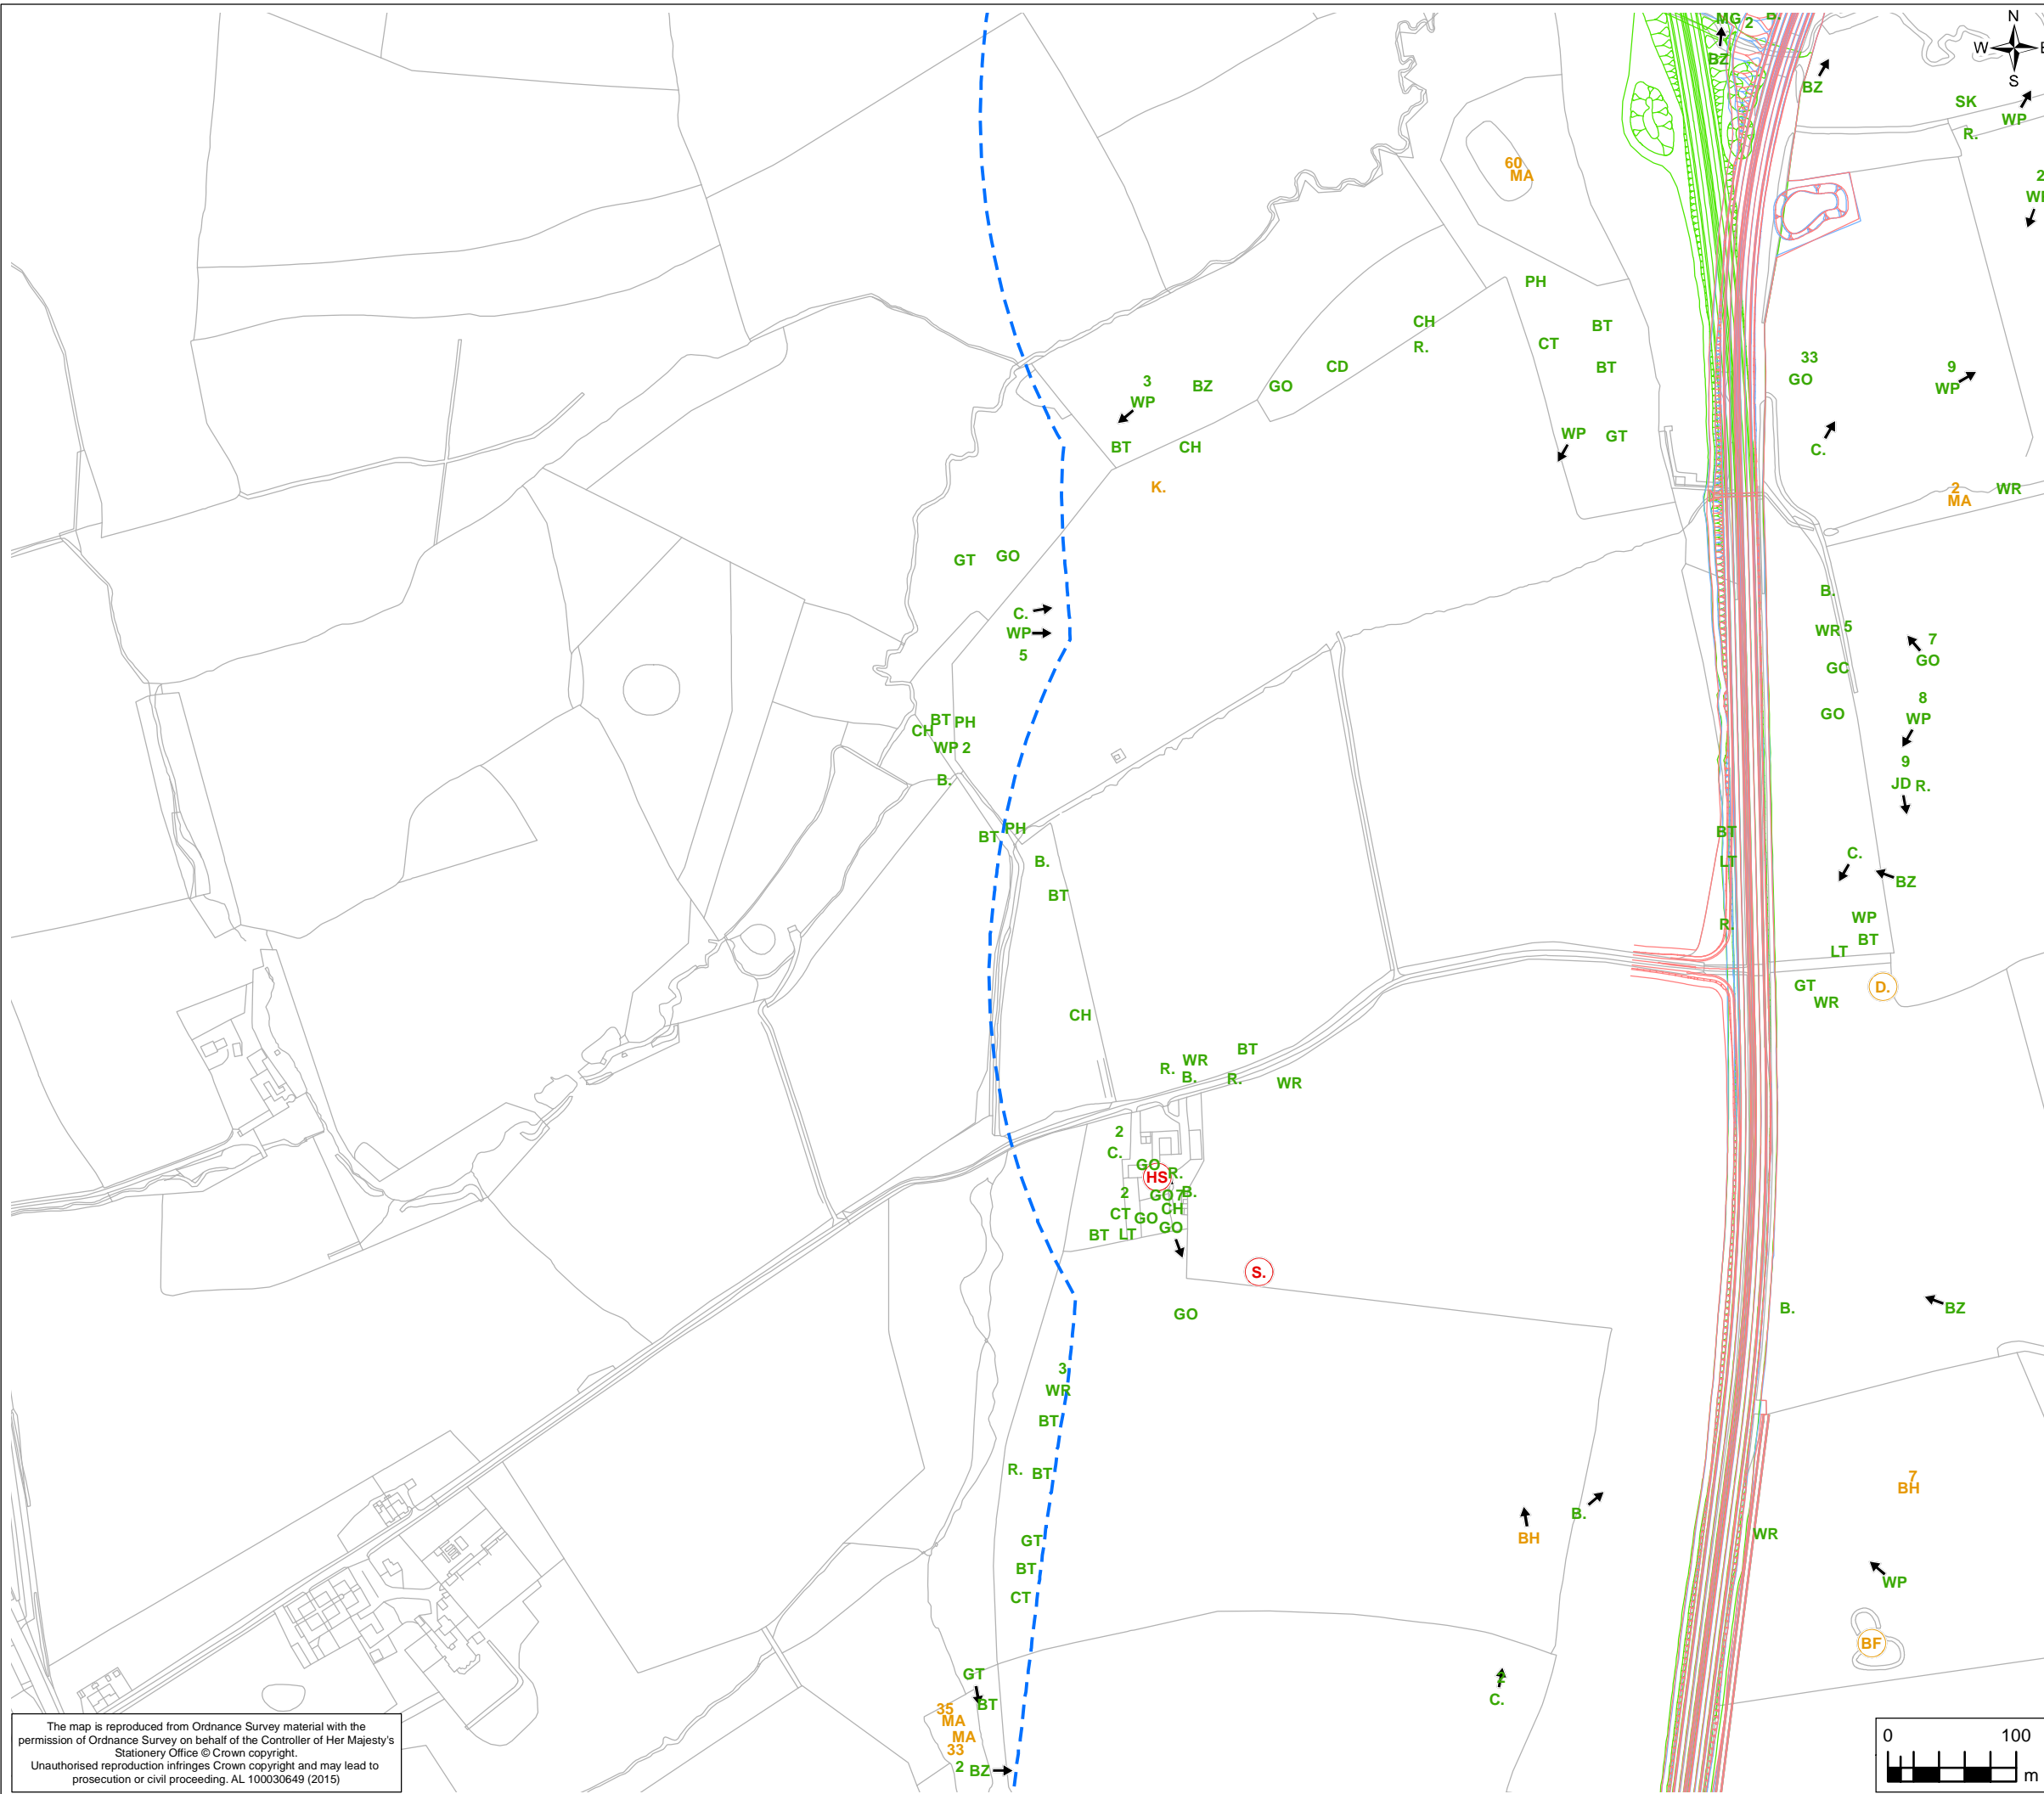 MG 2
B.
N
W
E
S
BZ
BZ
SK
WP
R.
60
MA
2
PH
CH
BT
CT
R.
33
GO
BT
9
WP
CD
3
WP
BZ
GO
BT
CH
WP
GT
C.
K.
2
MA
WR
GT
GO
C.
WP
5
B.
WR 5
7
GO
GC
8
WP
GO
BT
PH
CH
WP 2
B.
9
JD R.
BT
PH
BT
B.
LT
C.
BZ
BT
R.
WP
BT
LT
GT
D.
WR
CH
BT
WR
R.
B.
R.
WR
2
C.
GO
R.
HS.
2
GO 7
B.
CT
GO
CH
GO
BT
LT
S.
GO
B.
BZ
3
WR
BT
R.
BT
7
BH
B.
WR
GT
BH
BT
CT
WP
BF
GT
BT
2
C.
35
MA
MA
33
2 BZ
The map is reproduced from Ordnance Survey material with the
permission of Ordnance Survey on behalf of the Controller of Her Majesty's
Stationery Office © Crown copyright.
Unauthorised reproduction infringes Crown copyright and may lead to
prosecution or civil proceeding. AL 100030649 (2015)
0 100
m